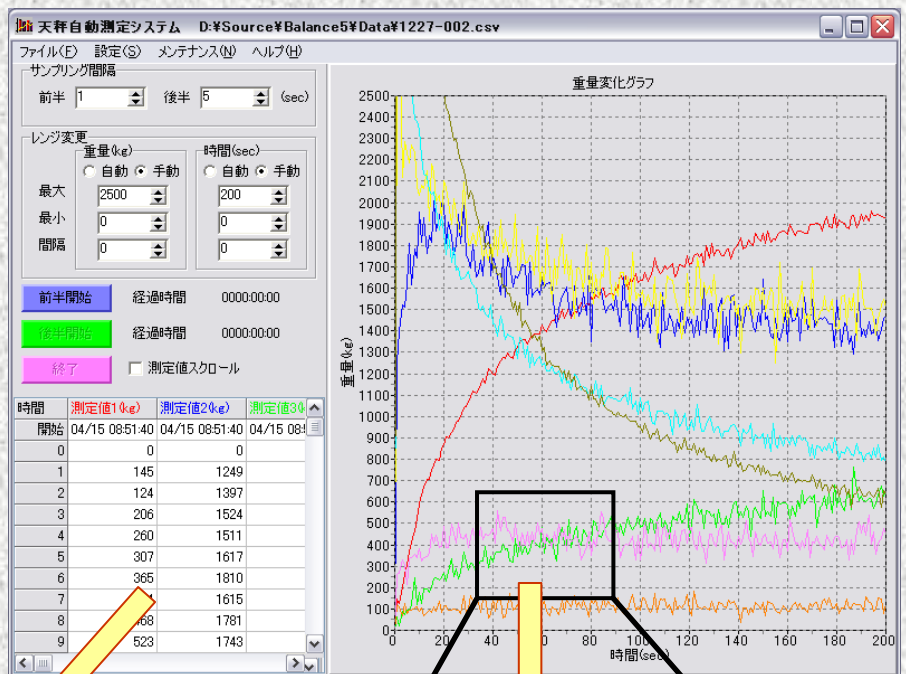 天秤自動測定システム D:¥Source¥Balance5¥Data¥1227-002.csv
ファイル(F) 設定(S) メンテナンス(N) ヘルプ(H)
サンプリング間隔
前半 1 後半 5 (sec)
レンジ変更
重量(kg) 時間(sec)
自動 手動 自動 手動
最大 2500 200
最小 0 0
間隔 0 0
前半開始 経過時間 0000:00:00
後半開始 経過時間 0000:00:00
終了 測定値スクロール
時間 測定値1(kg) 測定値2(kg) 測定値3(
開始 04/15 08:51:40 04/15 08:51:40 04/15 08:
0 0 0
1 145 1249
2 124 1397
3 206 1524
4 260 1511
5 307 1617
6 365 1810
7 1615
8 1781
9 523 1743
重量変化グラフ
2500
2400
2300
2200
2100
2000
1900
1800
1700
1600
1500
1400
1300
1200
1100
1000
900
800
700
600
500
400
300
200
100
0
重量(kg)
0 20 40 60 80 100 120 140 160 180 200
時間(sec)